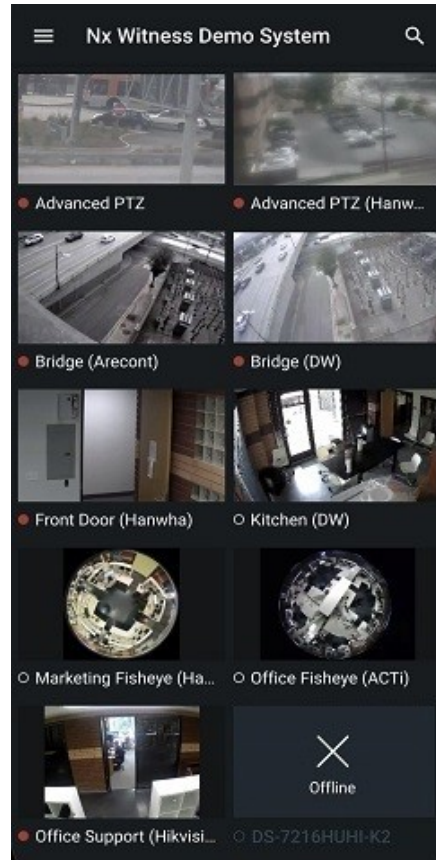 Nx Witness Demo System
Advanced PTZ
Advanced PTZ (Hanw...
Bridge (Arecont)
Bridge (DW)
Front Door (Hanwha)
Kitchen (DW)
Marketing Fisheye (Ha...
Office Fisheye (ACTi)
Offline
Office Support (Hikvisi...
DS-7216HUHI-K2